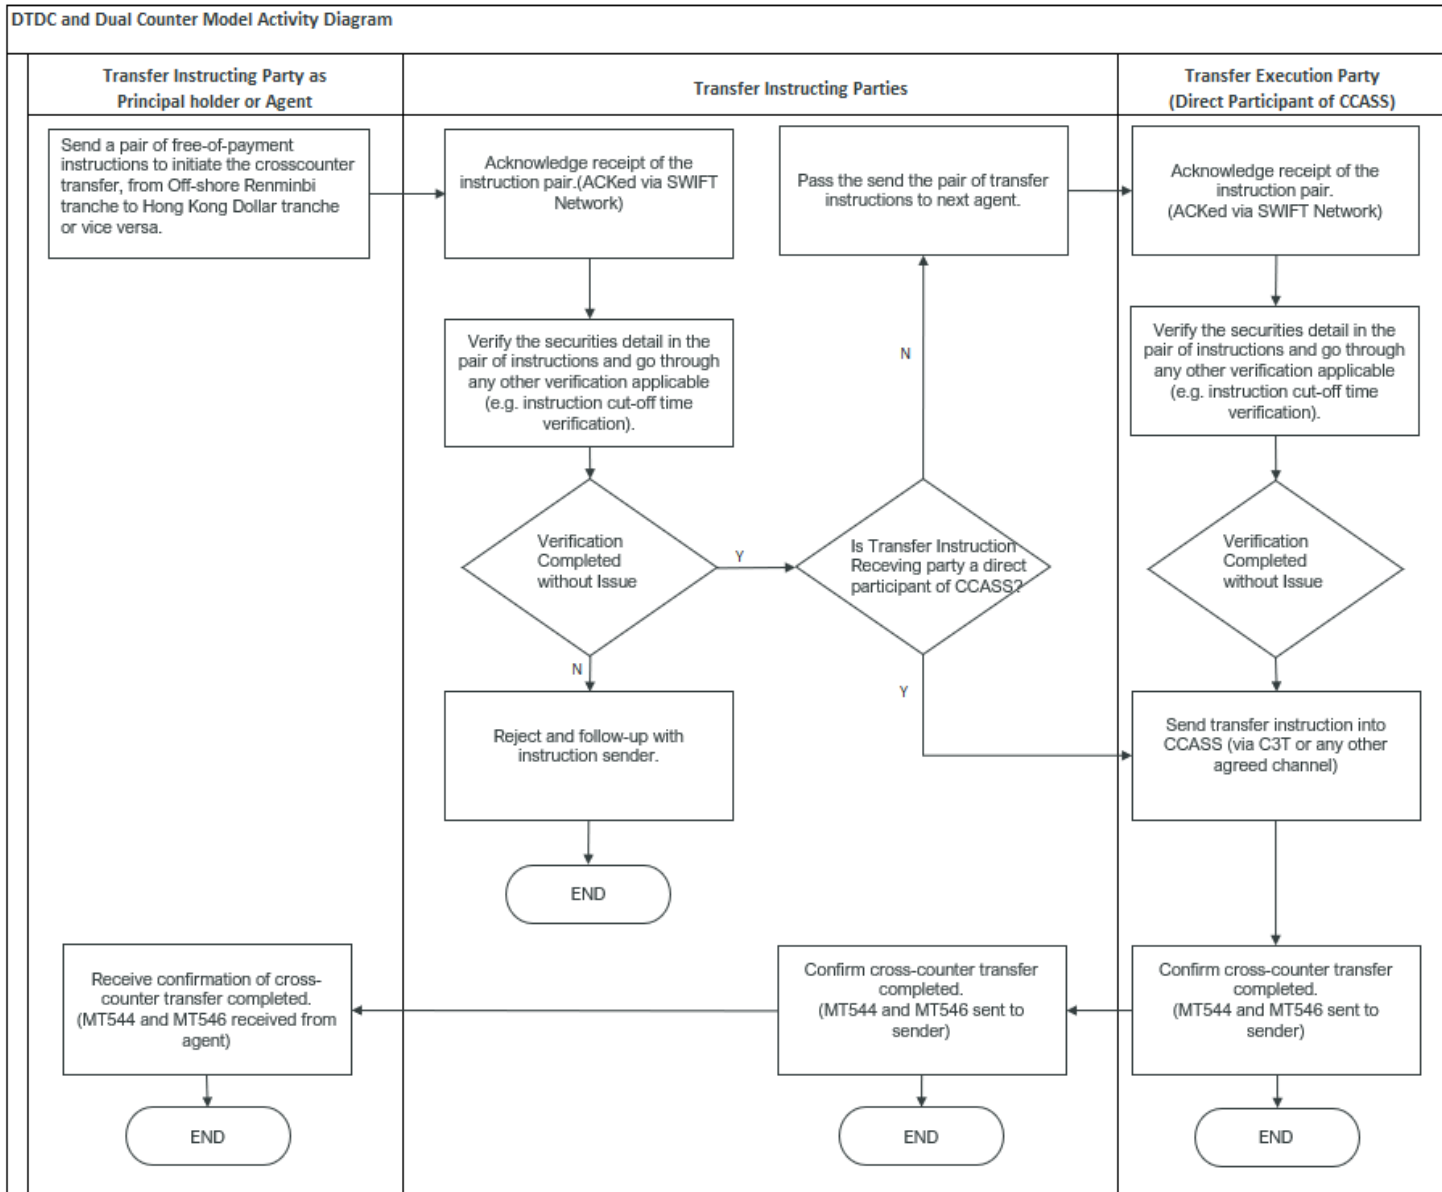 DTDC and Dual Counter Model Activity Diagram
Transfer Instructing Party as
Principal holder or Agent
Transfer Instructing Parties
Transfer Execution Party
(Direct Participant of CCASS)
Send a pair of free-of-payment
instructions to initiate the crosscounter
transfer, from Off-shore Renminbi
tranche to Hong Kong Dollar tranche
or vice versa.
Acknowledge receipt of the
instruction pair.(ACKed via SWIFT
Network)
Pass the send the pair of transfer
instructions to next agent.
Acknowledge receipt of the
instruction pair.
(ACKed via SWIFT Network)
Verify the securities detail in the
pair of instructions and go through
any other verification applicable
(e.g. instruction cut-off time
verification).
N
Verify the securities detail in the
pair of instructions and go through
any other verification applicable
(e.g. instruction cut-off time
verification).
Verification
Completed
without Issue
Y
Is Transfer Instruction
Receving party a direct
participant of CCASS?
Verification
Completed
without Issue
N
Y
Reject and follow-up with
instruction sender.
Send transfer instruction into
CCASS (via C3T or any other
agreed channel)
END
Receive confirmation of cross-
counter transfer completed.
(MT544 and MT546 received from
agent)
Confirm cross-counter transfer
completed.
(MT544 and MT546 sent to
sender)
Confirm cross-counter transfer
completed.
(MT544 and MT546 sent to
sender)
END
END
END